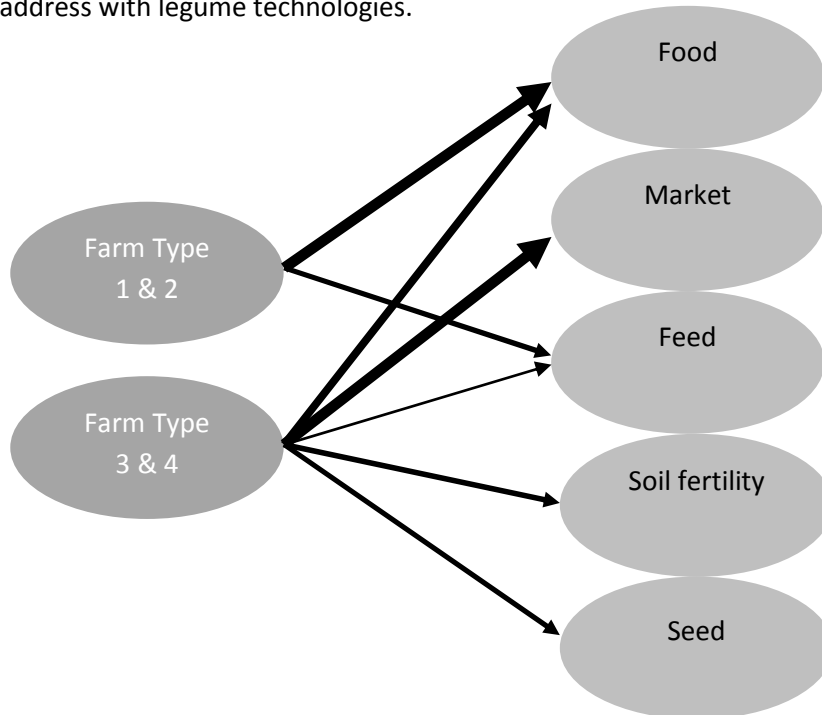 address with legume technologies.
Food
Market
Farm Type
1 & 2
Feed
Farm Type
3 & 4
Soil fertility
Seed